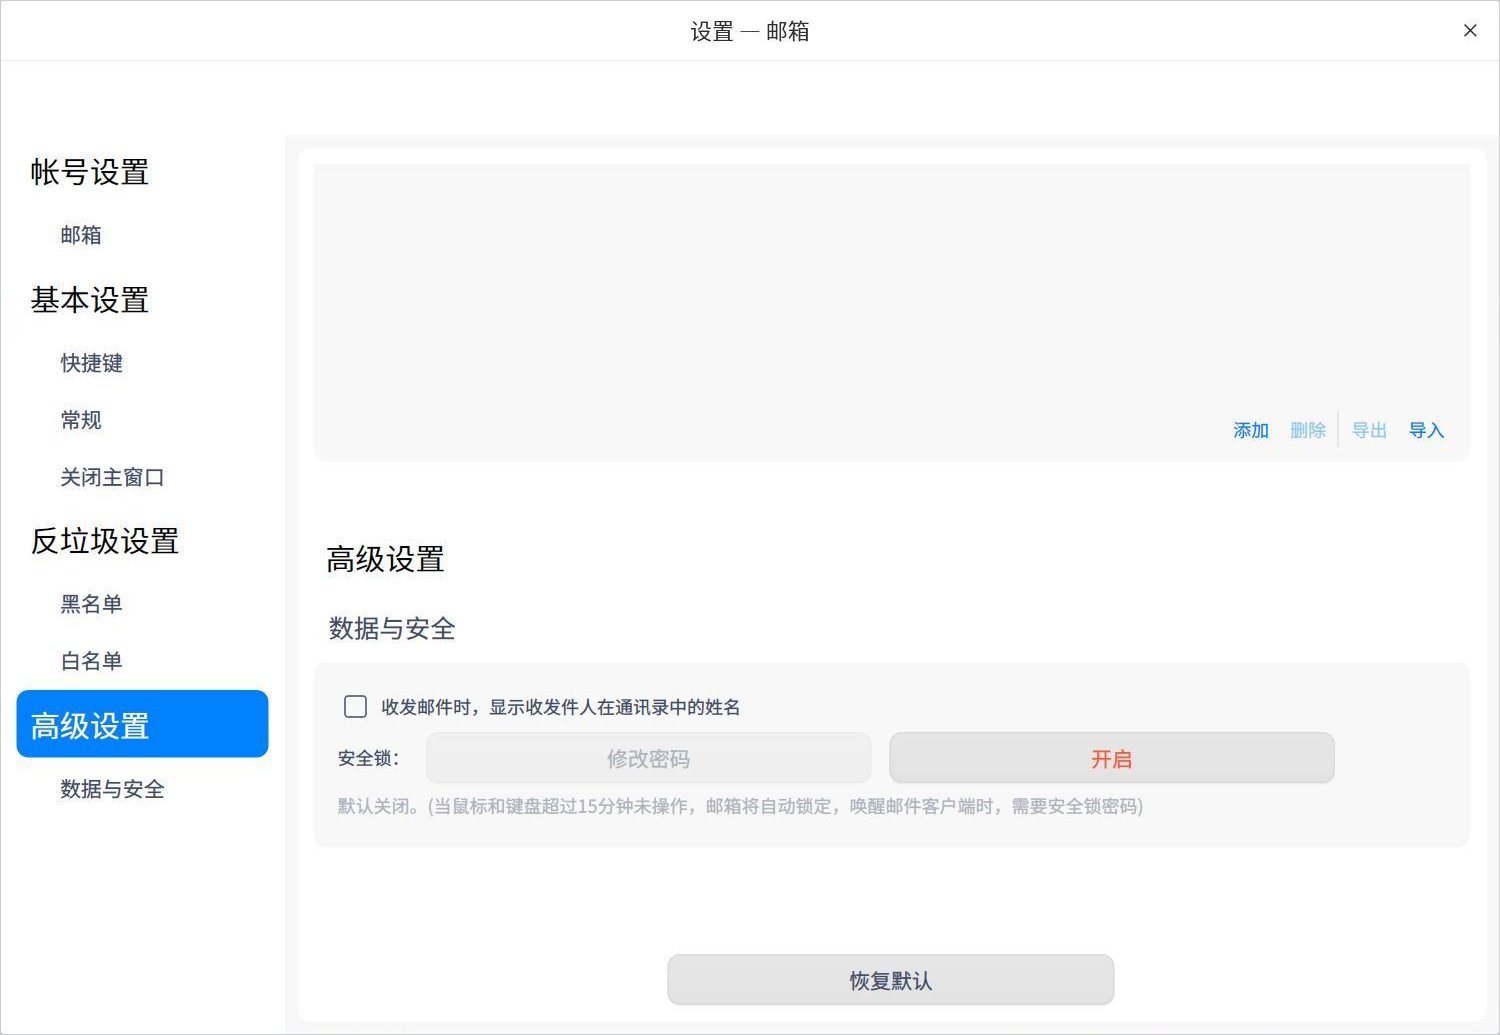 设置 — 邮箱
帐号设置
邮箱
基本设置
快捷键
常规
关闭主窗口
反垃圾设置
黑名单
白名单
高级设置
数据与安全
添加 删除 导出 导入
高级设置
数据与安全
收发邮件时，显示收发件人在通讯录中的姓名
安全锁： 修改密码 开启
默认关闭。(当鼠标和键盘超过15分钟未操作，邮箱将自动锁定，唤醒邮件客户端时，需要安全锁密码)
恢复默认